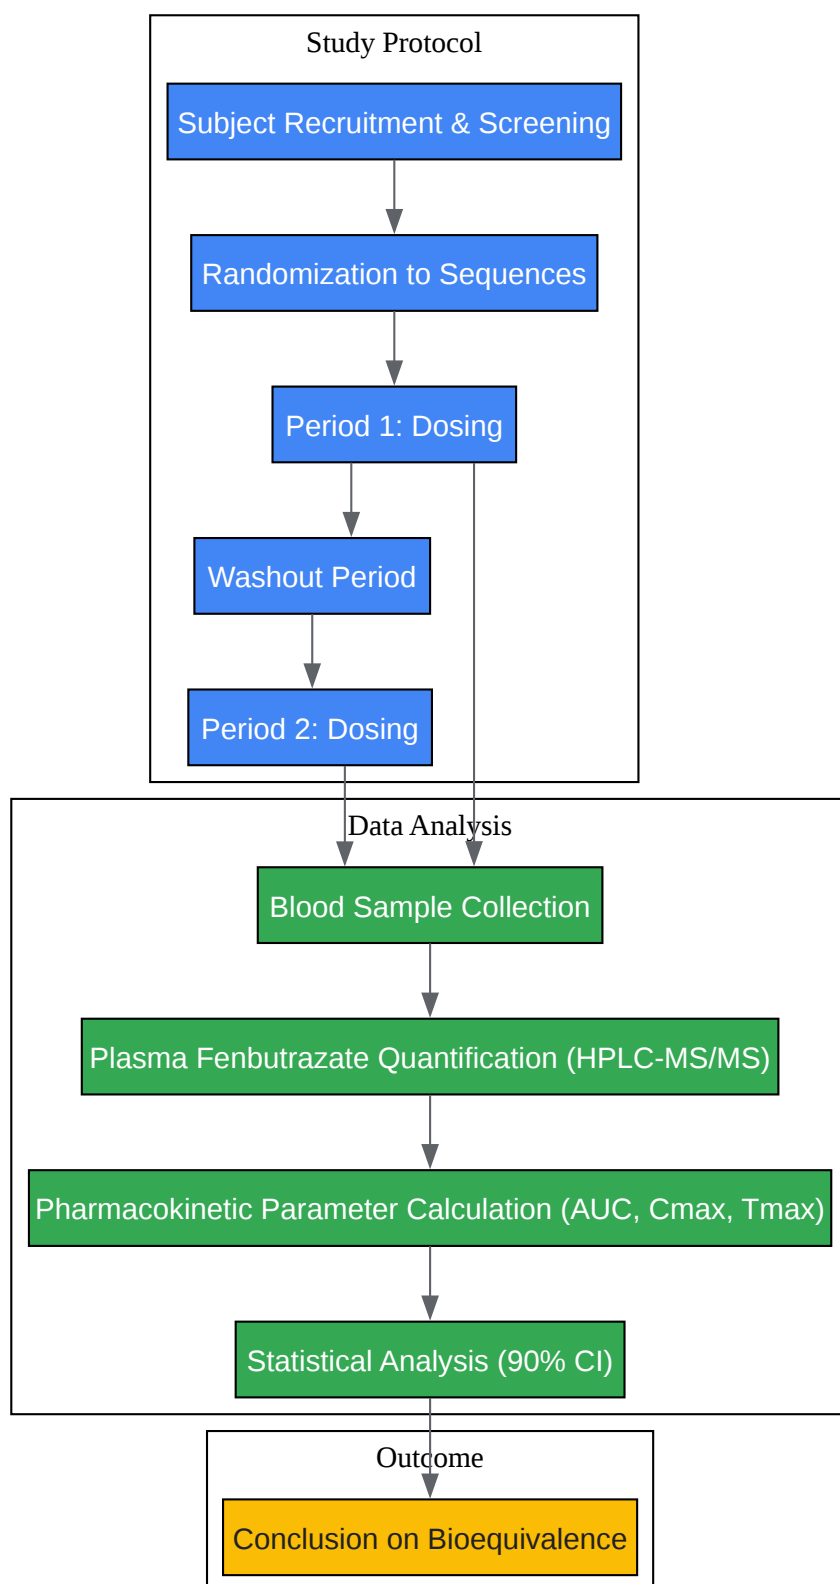 Study Protocol
Subject Recruitment & Screening
Randomization to Sequences
Period 1: Dosing
Washout Period
Period 2: Dosing
Data Analysis
Blood Sample Collection
Plasma Fenbutrazate Quantification (HPLC-MS/MS)
Pharmacokinetic Parameter Calculation (AUC, Cmax, Tmax)
Statistical Analysis (90% CI)
Outcome
Conclusion on Bioequivalence